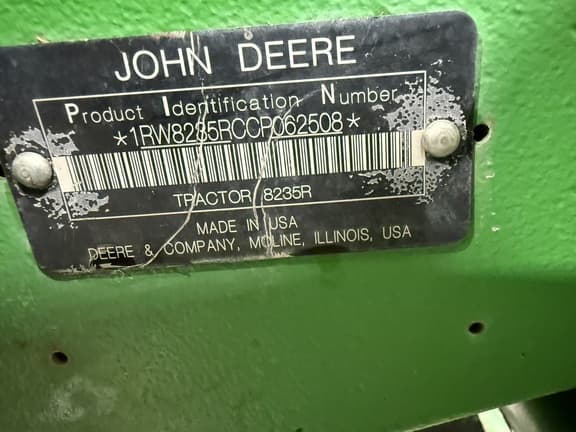 JOHN DEERE
Product Identification Number
*1RW8235RCCP062508*
TRACTOR 8235R
MADE IN USA
DEERE & COMPANY, MOLINE, ILLINOIS, USA